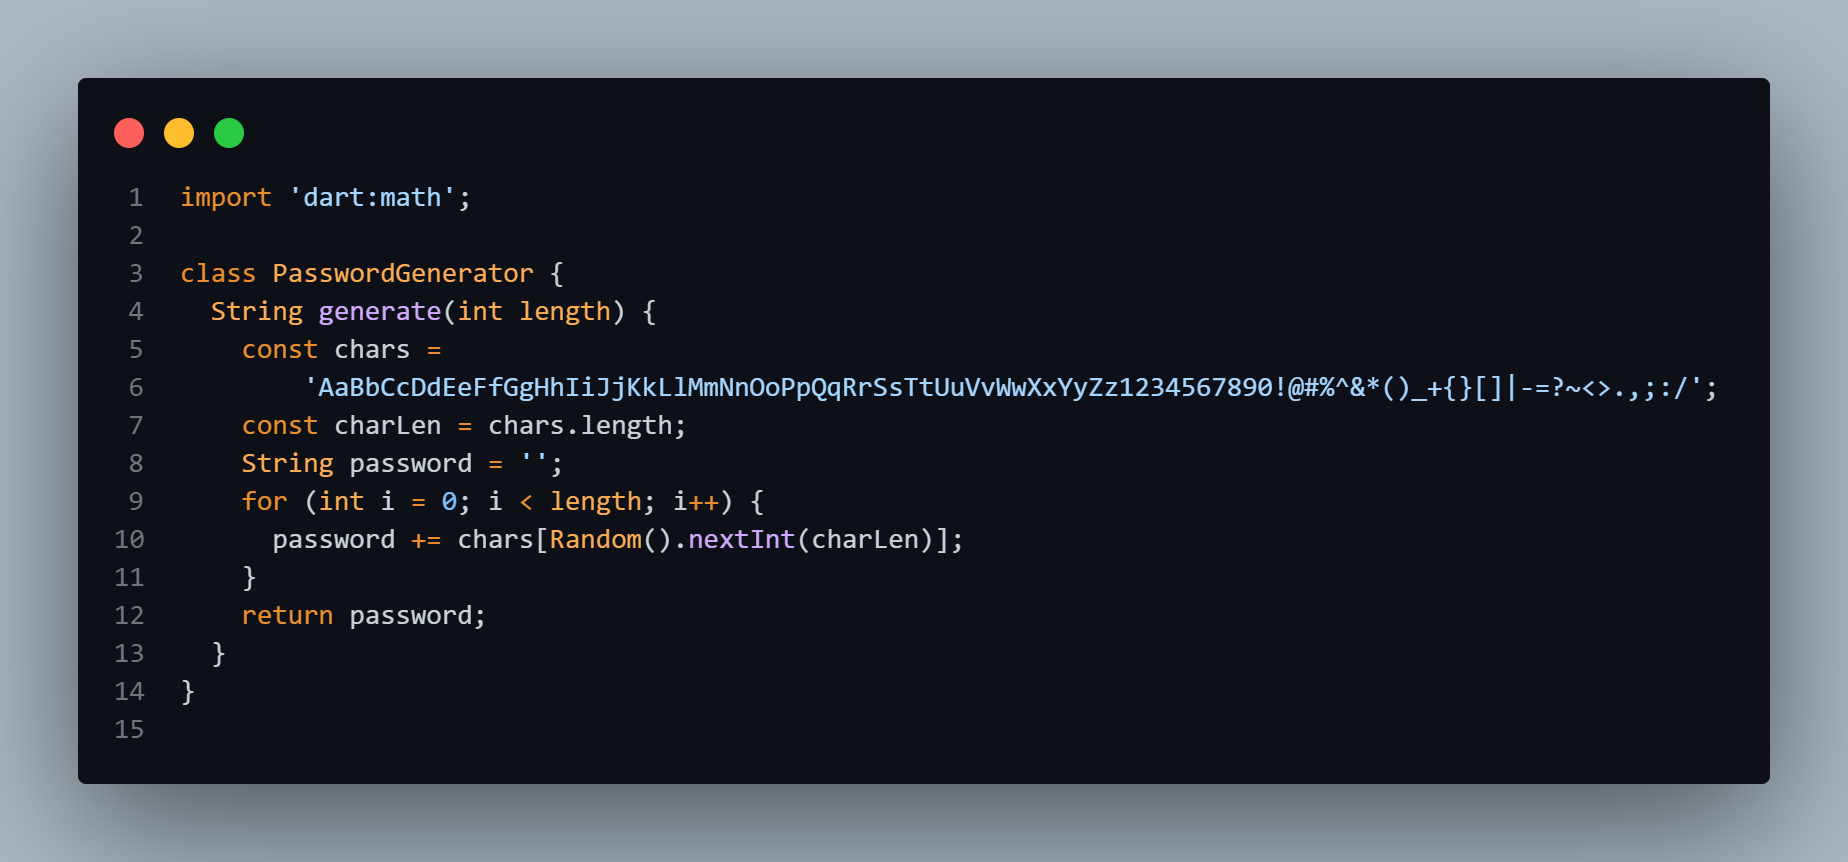 1 import 'dart:math';
2
3 class PasswordGenerator {
4   String generate(int length) {
5     const chars =
6         'AaBbCcDdEeFfGgHhIiJjKkLlMmNnOoPpQqRrSsTtUuVvWwXxYyZz1234567890!@#%^&*()_+{}[]|-=?~<>.,;:/';
7     const charLen = chars.length;
8     String password = '';
9     for (int i = 0; i < length; i++) {
10       password += chars[Random().nextInt(charLen)];
11     }
12     return password;
13   }
14 }
15